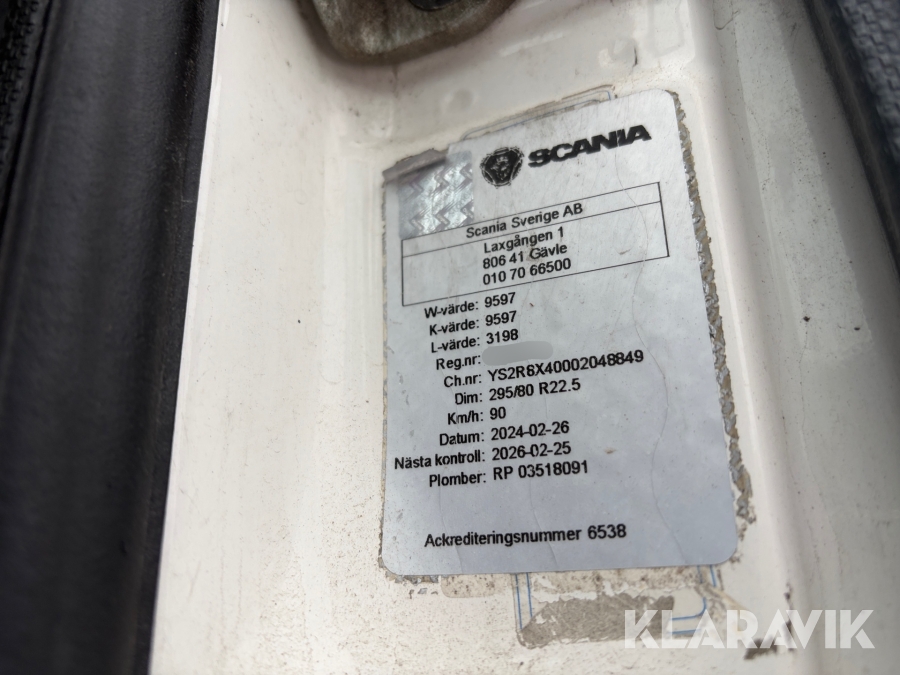 SCANIA
Scania Sverige AB
Laxgången 1
806 41 Gävle
010 70 66500
W-värde: 9597
K-värde: 9597
L-värde: 3198
Reg.nr:
Ch.nr: YS2R8X40002048849
Dim: 295/80 R22.5
Km/h: 90
Datum: 2024-02-26
Nästa kontroll: 2026-02-25
Plomber: RP 03518091
Ackrediteringsnummer 6538
KLARAVIK